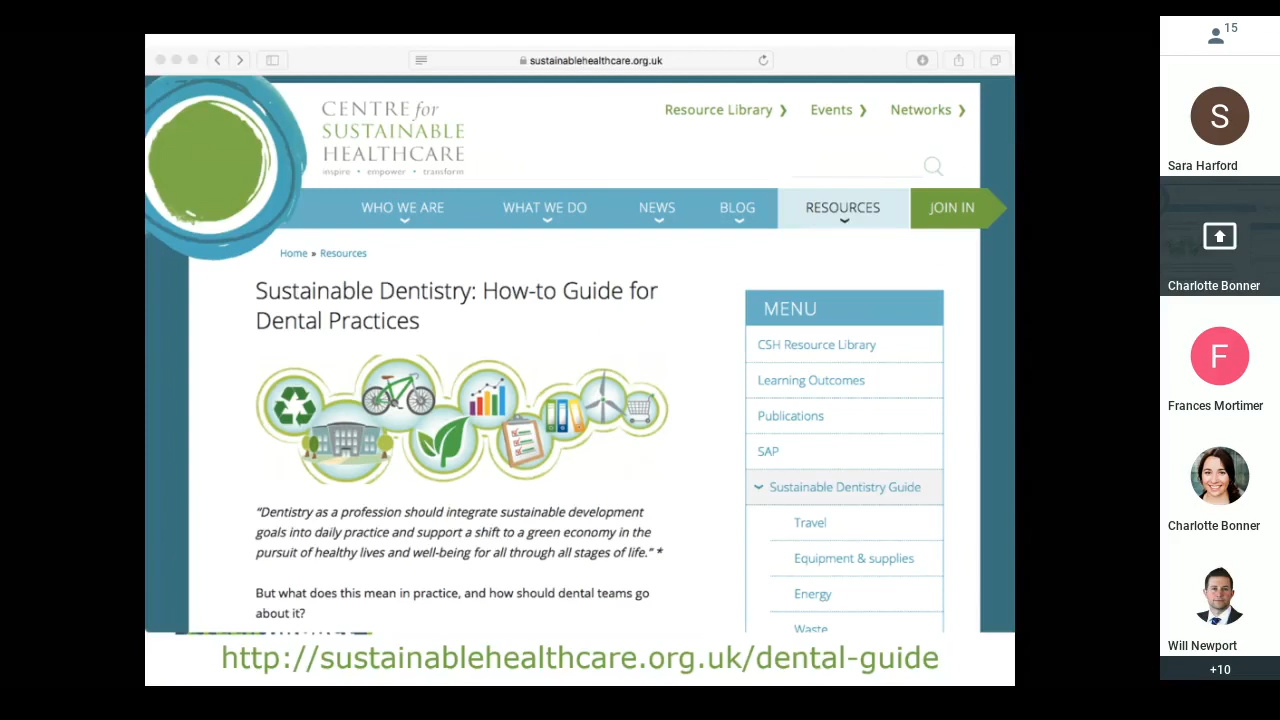 sustainablehealthcare.org.uk
CENTRE for
SUSTAINABLE
HEALTHCARE
inspire • empower • transform
Resource Library ❯
Events ❯
Networks ❯
WHO WE ARE
WHAT WE DO
NEWS
BLOG
RESOURCES
JOIN IN
Home » Resources
Sustainable Dentistry: How-to Guide for
Dental Practices
"Dentistry as a profession should integrate sustainable development
goals into daily practice and support a shift to a green economy in the
pursuit of healthy lives and well-being for all through all stages of life." *
But what does this mean in practice, and how should dental teams go
about it?
MENU
CSH Resource Library
Learning Outcomes
Publications
SAP
Sustainable Dentistry Guide
Travel
Equipment & supplies
Energy
Waste
http://sustainablehealthcare.org.uk/dental-guide
15
S
Sara Harford
Charlotte Bonner
F
Frances Mortimer
Charlotte Bonner
Will Newport
+10